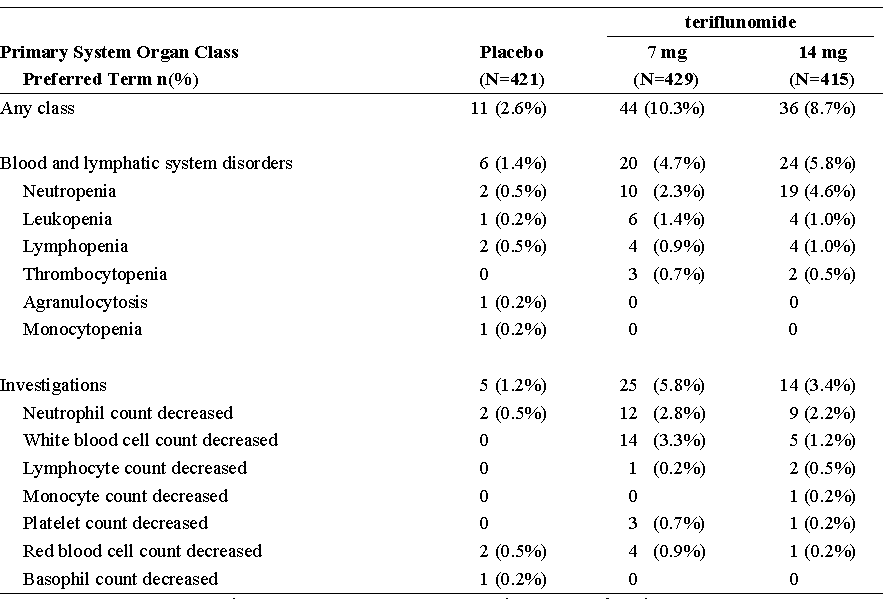 teriflunomide
Primary System Organ Class Placebo 7 mg 14 mg
Preferred Term n(%) (N=421) (N=429) (N=415)
Any class 11 (2.6%) 44 (10.3%) 36 (8.7%)
Blood and lymphatic system disorders 6 (1.4%) 20 (4.7%) 24 (5.8%)
Neutropenia 2 (0.5%) 10 (2.3%) 19 (4.6%)
Leukopenia 1 (0.2%) 6 (1.4%) 4 (1.0%)
Lymphopenia 2 (0.5%) 4 (0.9%) 4 (1.0%)
Thrombocytopenia 0 3 (0.7%) 2 (0.5%)
Agranulocytosis 1 (0.2%) 0 0
Monocytopenia 1 (0.2%) 0 0
Investigations 5 (1.2%) 25 (5.8%) 14 (3.4%)
Neutrophil count decreased 2 (0.5%) 12 (2.8%) 9 (2.2%)
White blood cell count decreased 0 14 (3.3%) 5 (1.2%)
Lymphocyte count decreased 0 1 (0.2%) 2 (0.5%)
Monocyte count decreased 0 0 1 (0.2%)
Platelet count decreased 0 3 (0.7%) 1 (0.2%)
Red blood cell count decreased 2 (0.5%) 4 (0.9%) 1 (0.2%)
Basophil count decreased 1 (0.2%) 0 0